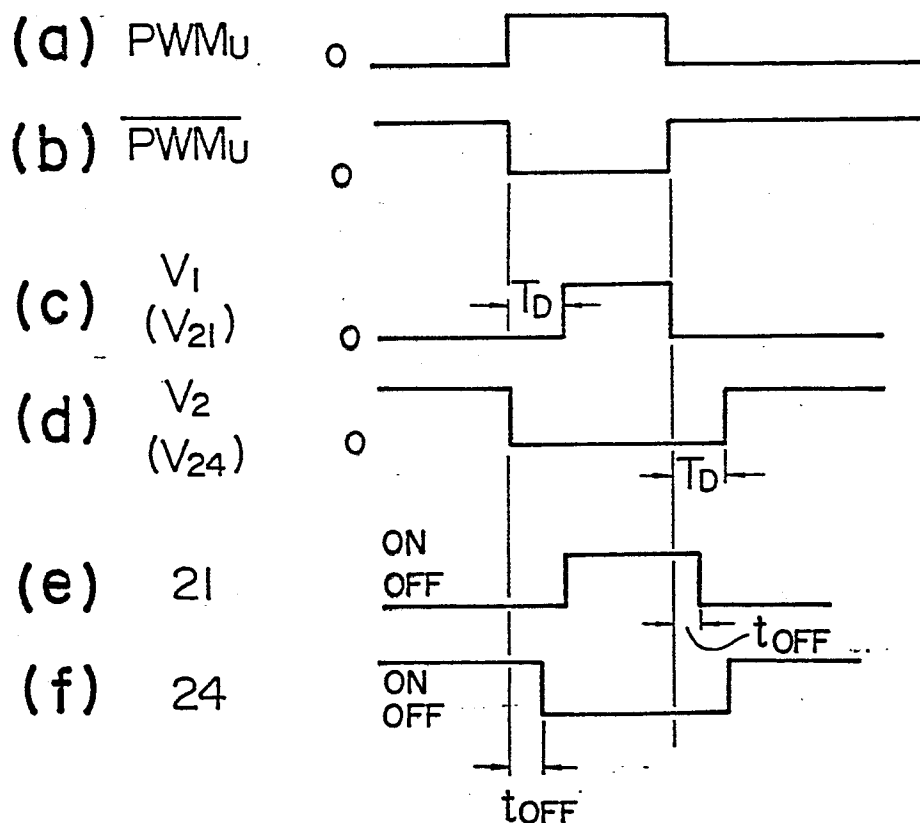 (a) PWMU 0
(b) P̅W̅M̅U̅ 0
(c) V1 (V21) 0 TD
(d) V2 (V24) 0 TD
(e) 21 ON OFF tOFF
(f) 24 ON OFF
tOFF